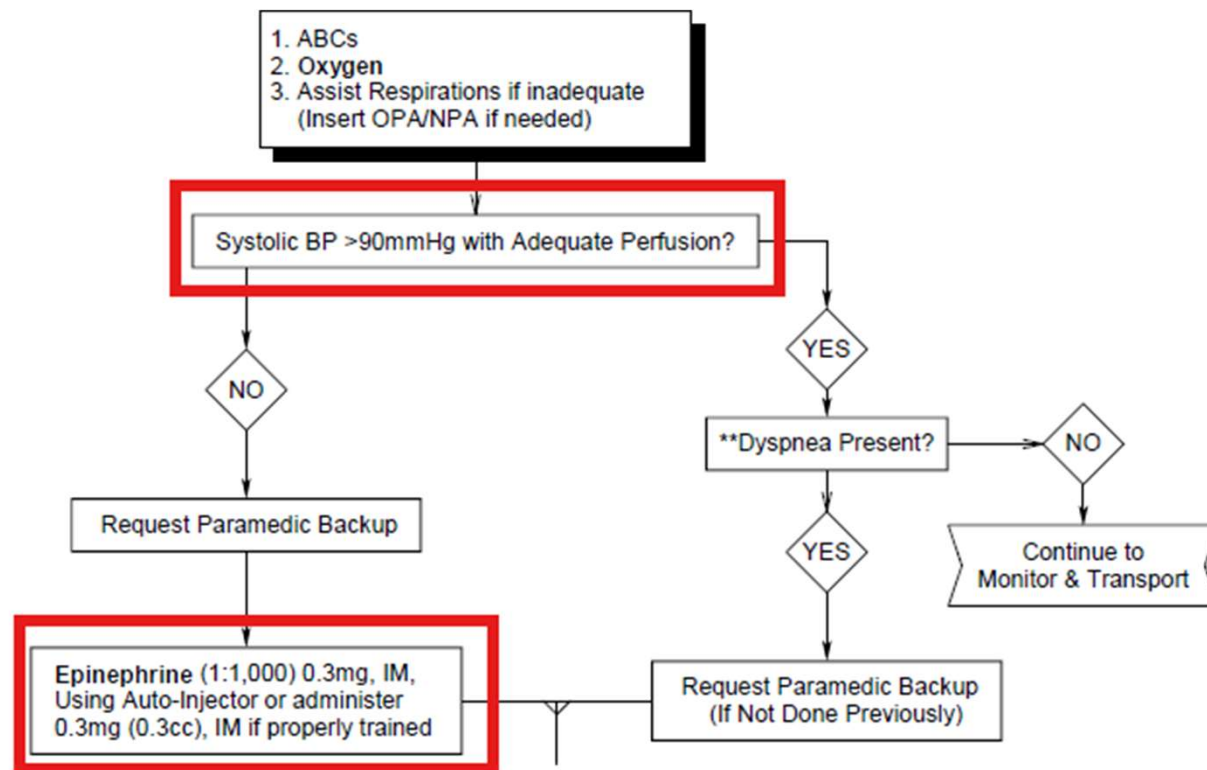 1. ABCs
2. Oxygen
3. Assist Respirations if inadequate
(Insert OPA/NPA if needed)
Systolic BP >90mmHg with Adequate Perfusion?
YES
NO
**Dyspnea Present?
NO
Request Paramedic Backup
YES
Continue to
Monitor & Transport
Epinephrine (1:1,000) 0.3mg, IM,
Using Auto-Injector or administer
0.3mg (0.3cc), IM if properly trained
Request Paramedic Backup
(If Not Done Previously)